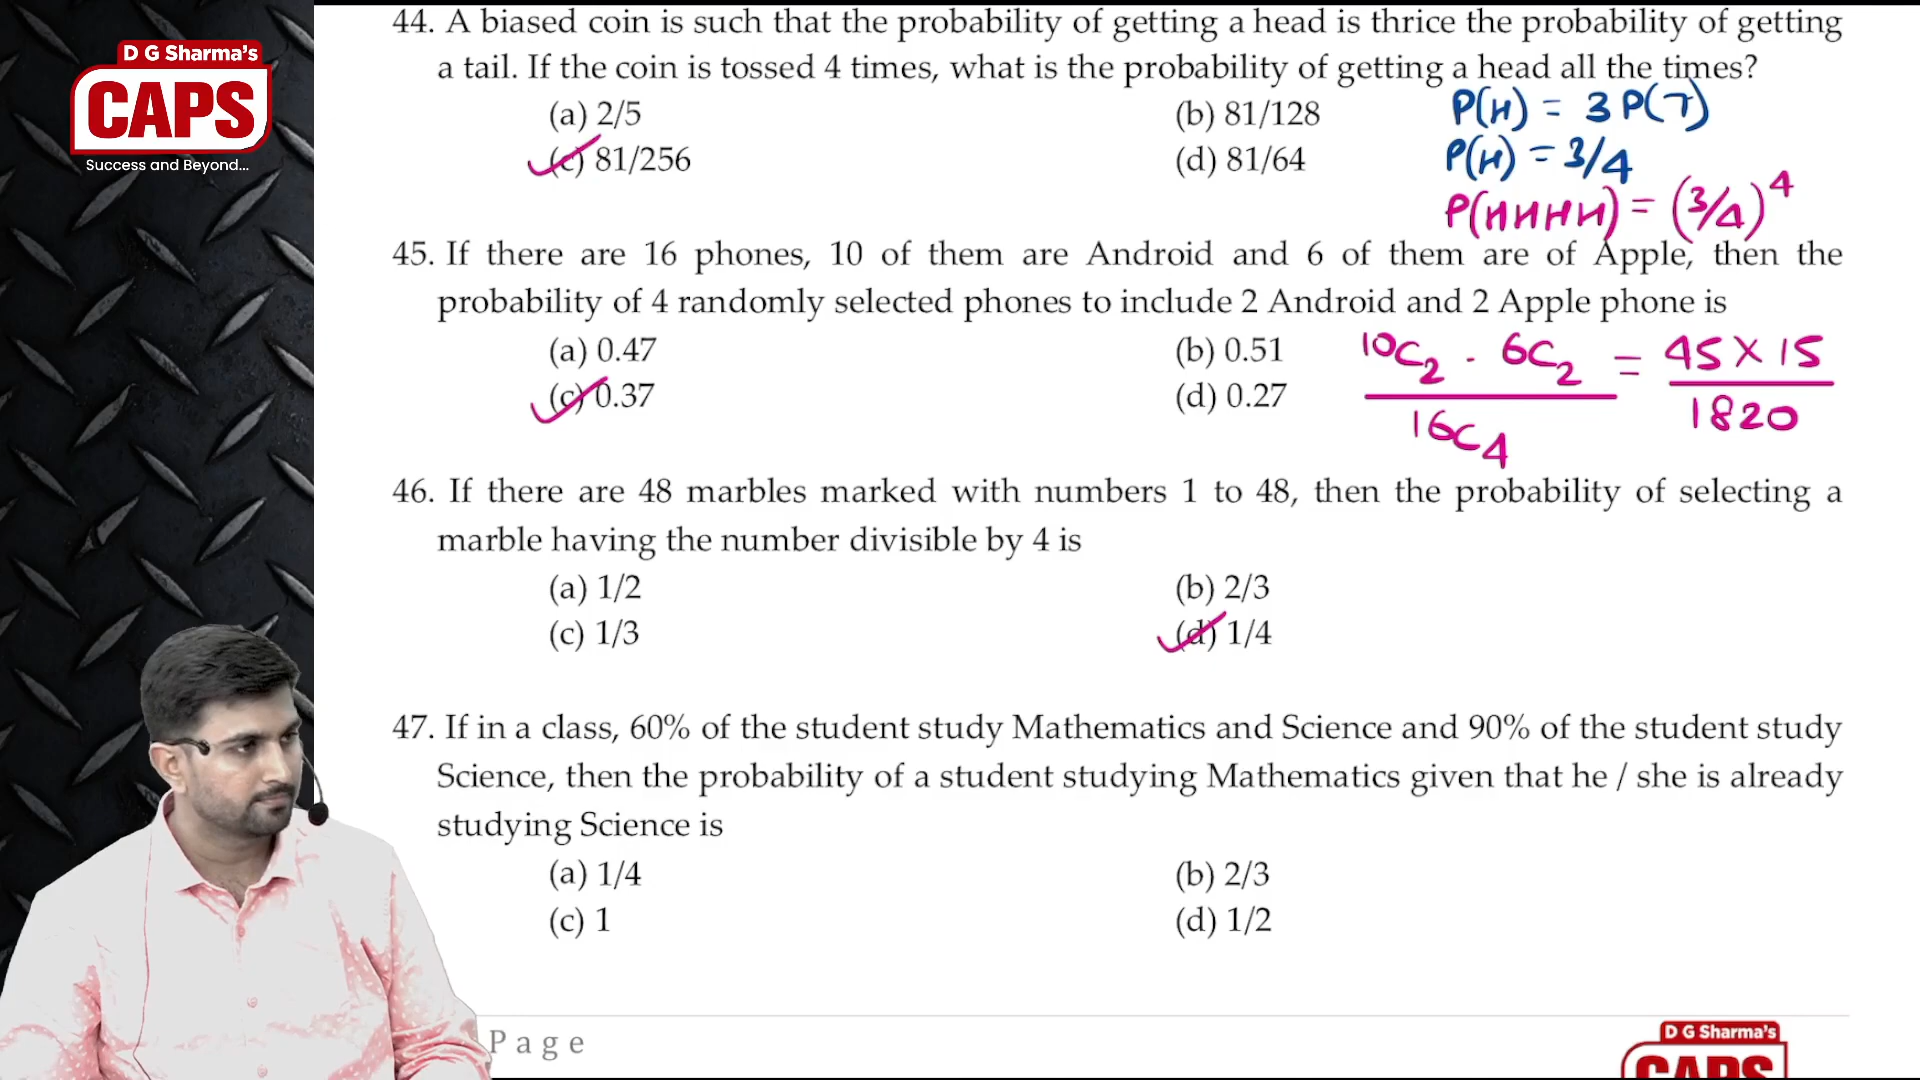 D G Sharma's
CAPS
Success and Beyond...
44. A biased coin is such that the probability of getting a head is thrice the probability of getting
a tail. If the coin is tossed 4 times, what is the probability of getting a head all the times?
(a) 2/5
(b) 81/128
P(H) = 3 P(T)
(c) 81/256
(d) 81/64
P(H) = 3/4
P(HHHH) = (3/4)^4
45. If there are 16 phones, 10 of them are Android and 6 of them are of Apple, then the
probability of 4 randomly selected phones to include 2 Android and 2 Apple phone is
(a) 0.47
(b) 0.51
10C2 . 6C2 = 45 X 15
(c) 0.37
(d) 0.27
16C4 1820
46. If there are 48 marbles marked with numbers 1 to 48, then the probability of selecting a
marble having the number divisible by 4 is
(a) 1/2
(b) 2/3
(c) 1/3
(d) 1/4
47. If in a class, 60% of the student study Mathematics and Science and 90% of the student study
Science, then the probability of a student studying Mathematics given that he / she is already
studying Science is
(a) 1/4
(b) 2/3
(c) 1
(d) 1/2
Page
D G Sharma's
CAPS